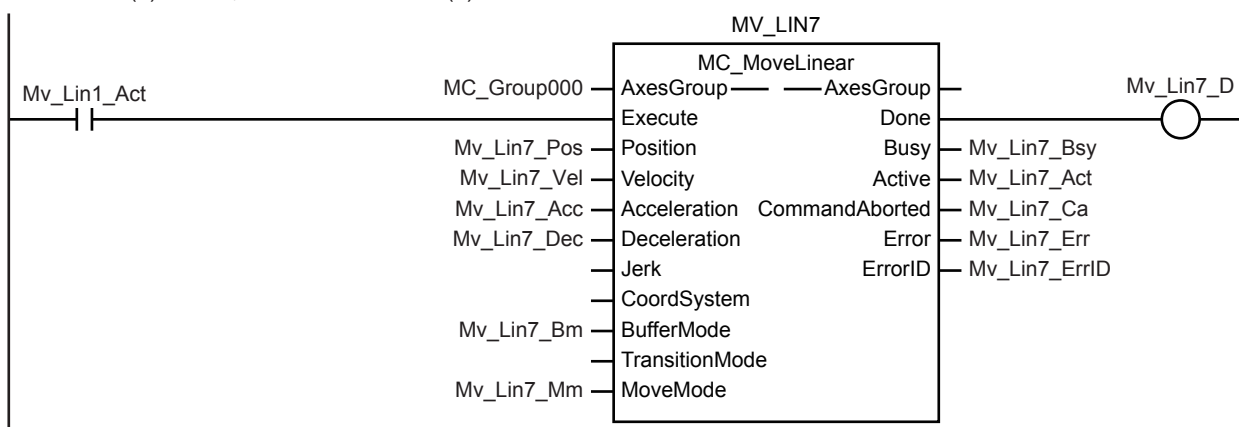 MV_LIN7
MC_MoveLinear
Mv_Lin1_Act
MC_Group000 AxesGroup AxesGroup Mv_Lin7_D
Execute Done
Mv_Lin7_Pos Position Busy Mv_Lin7_Bsy
Mv_Lin7_Vel Velocity Active Mv_Lin7_Act
Mv_Lin7_Acc Acceleration CommandAborted Mv_Lin7_Ca
Mv_Lin7_Dec Deceleration Error Mv_Lin7_Err
Jerk ErrorID Mv_Lin7_ErrID
CoordSystem
Mv_Lin7_Bm BufferMode
TransitionMode
Mv_Lin7_Mm MoveMode